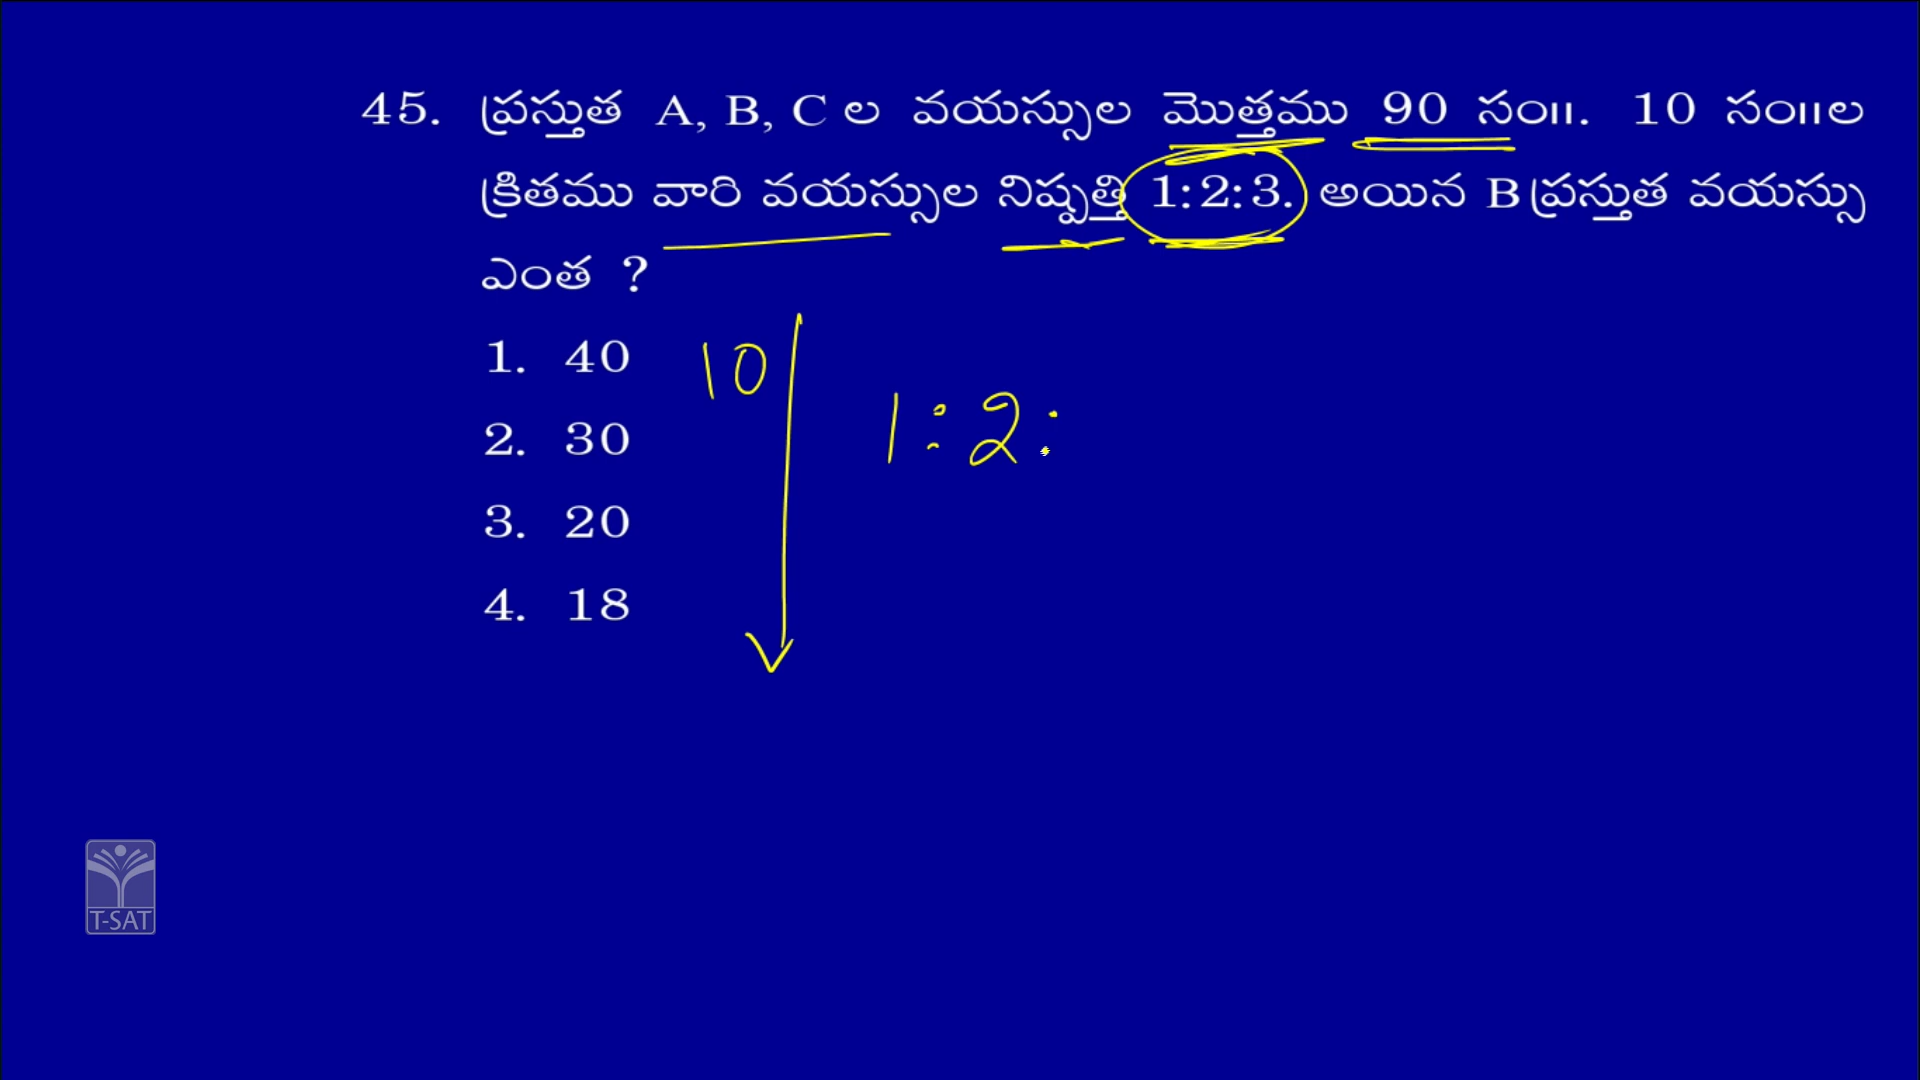 45. ప్రస్తుత A, B, C ల వయస్సుల మొత్తము 90 సం॥. 10 సం॥ల
క్రితము వారి వయస్సుల నిష్పత్తి 1:2:3. అయిన B ప్రస్తుత వయస్సు
ఎంత ?
1. 40
2. 30
3. 20
4. 18
10
1:2:
T-SAT